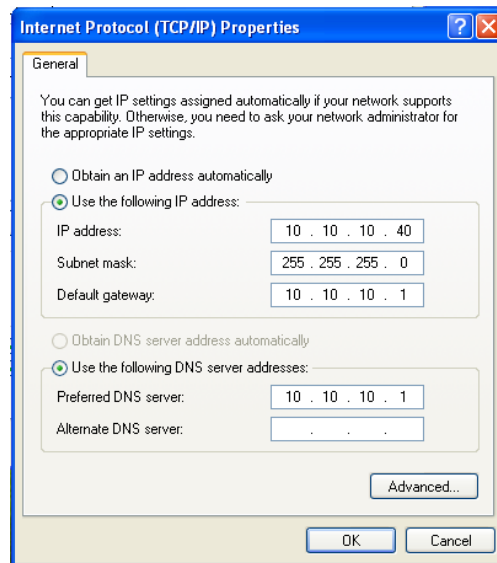 Internet Protocol (TCP/IP) Properties
General
You can get IP settings assigned automatically if your network supports
this capability. Otherwise, you need to ask your network administrator for
the appropriate IP settings.
Obtain an IP address automatically
Use the following IP address:
IP address: 10 . 10 . 10 . 40
Subnet mask: 255 . 255 . 255 . 0
Default gateway: 10 . 10 . 10 . 1
Obtain DNS server address automatically
Use the following DNS server addresses:
Preferred DNS server: 10 . 10 . 10 . 1
Alternate DNS server: . . .
Advanced...
OK Cancel